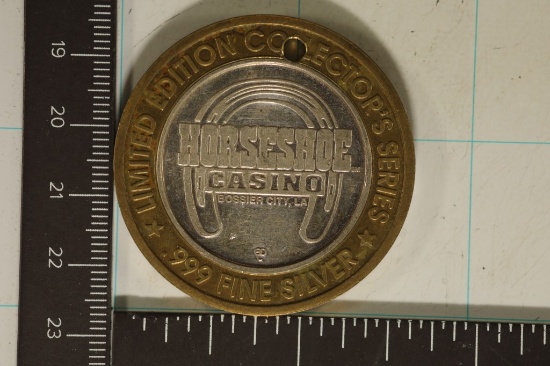 LIMITED EDITION COLLECTOR'S SERIES
HORSESHOE
CASINO
BOSSIER CITY, LA
★ .999 FINE SILVER ★
19
20
21
22
23